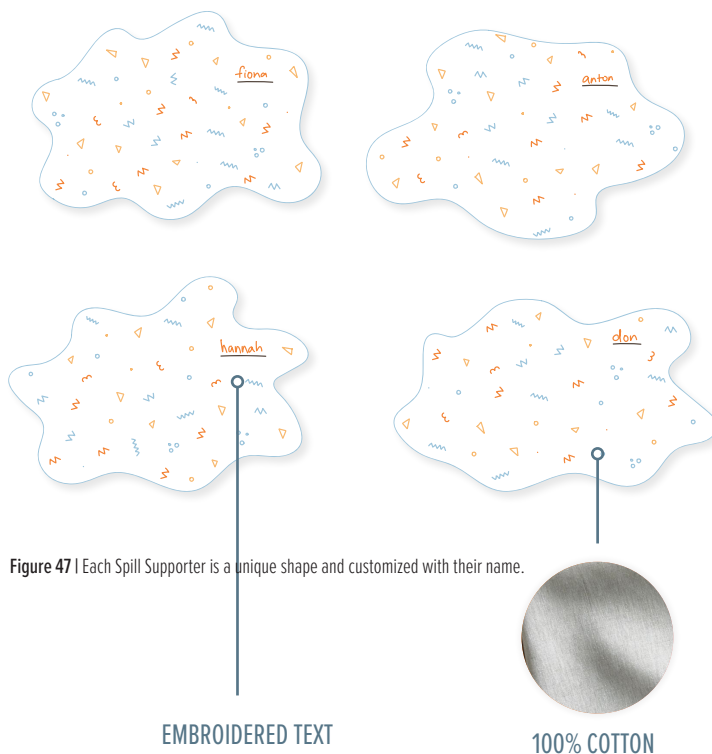 fiona
anton
hannah
don
Figure 47 | Each Spill Supporter is a unique shape and customized with their name.
EMBROIDERED TEXT
100% COTTON